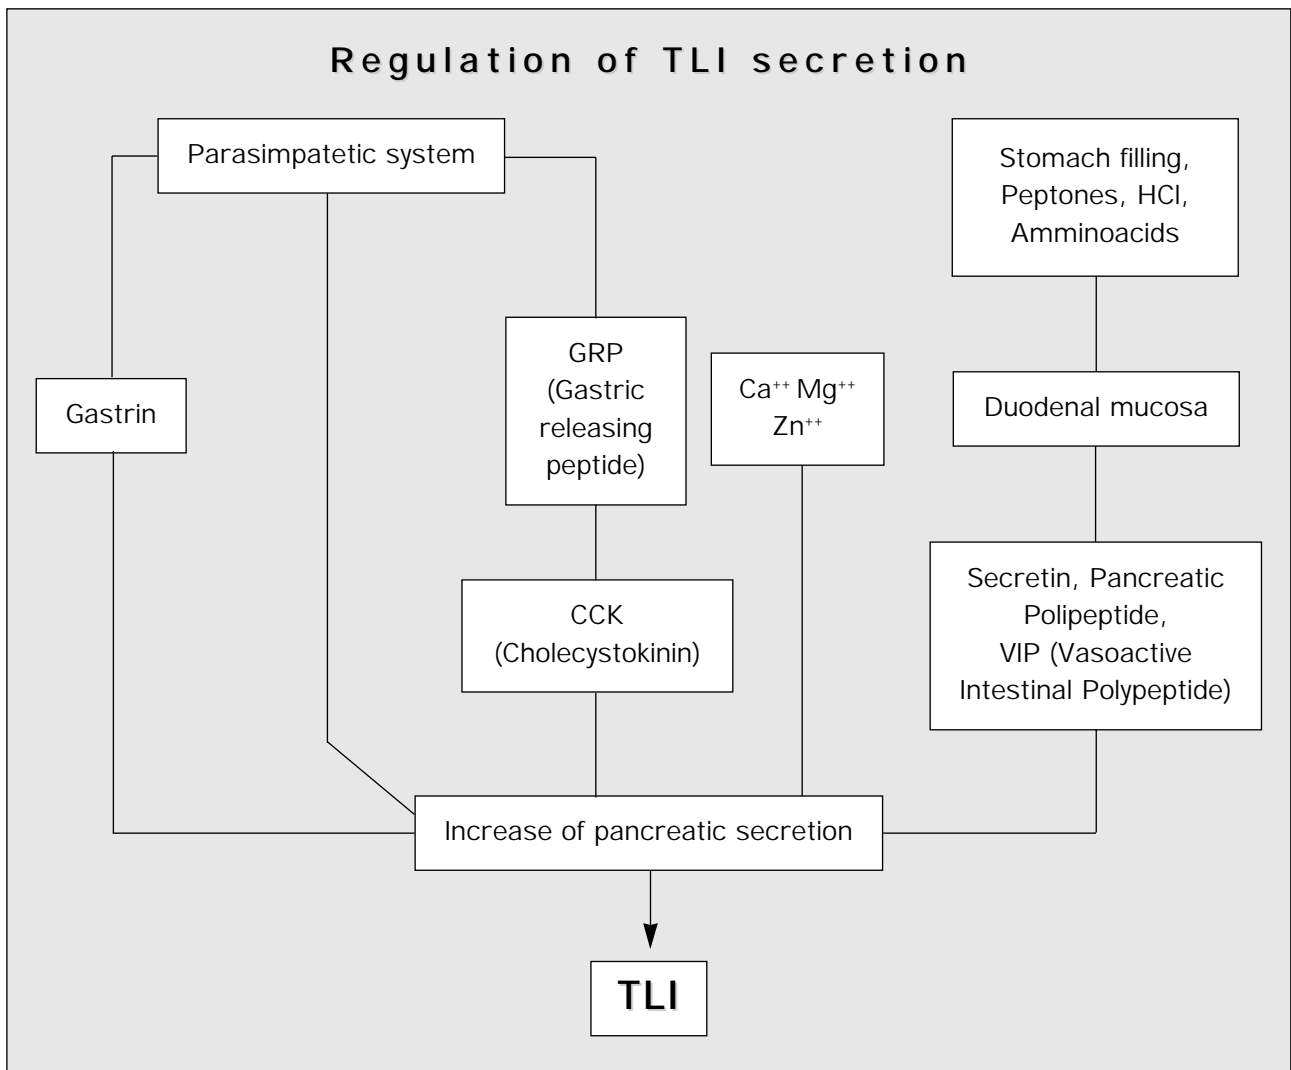 Regulation of TLI secretion
Parasimpatetic system
Stomach filling,
Peptones, HCl,
Amminoacids
GRP
(Gastric
releasing
peptide)
Ca⁺⁺ Mg⁺⁺
Zn⁺⁺
Gastrin
Duodenal mucosa
CCK
(Cholecystokinin)
Secretin, Pancreatic
Polipeptide,
VIP (Vasoactive
Intestinal Polypeptide)
Increase of pancreatic secretion
TLI